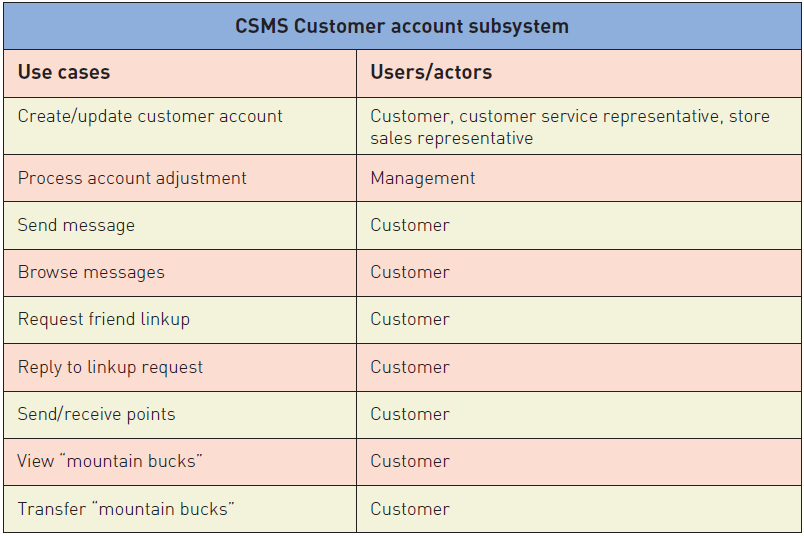 CSMS Customer account subsystem
Use cases
Users/actors
Create/update customer account
Customer, customer service representative, store
sales representative
Process account adjustment
Management
Send message
Customer
Browse messages
Customer
Request friend linkup
Customer
Reply to linkup request
Customer
Send/receive points
Customer
View “mountain bucks”
Customer
Transfer “mountain bucks”
Customer